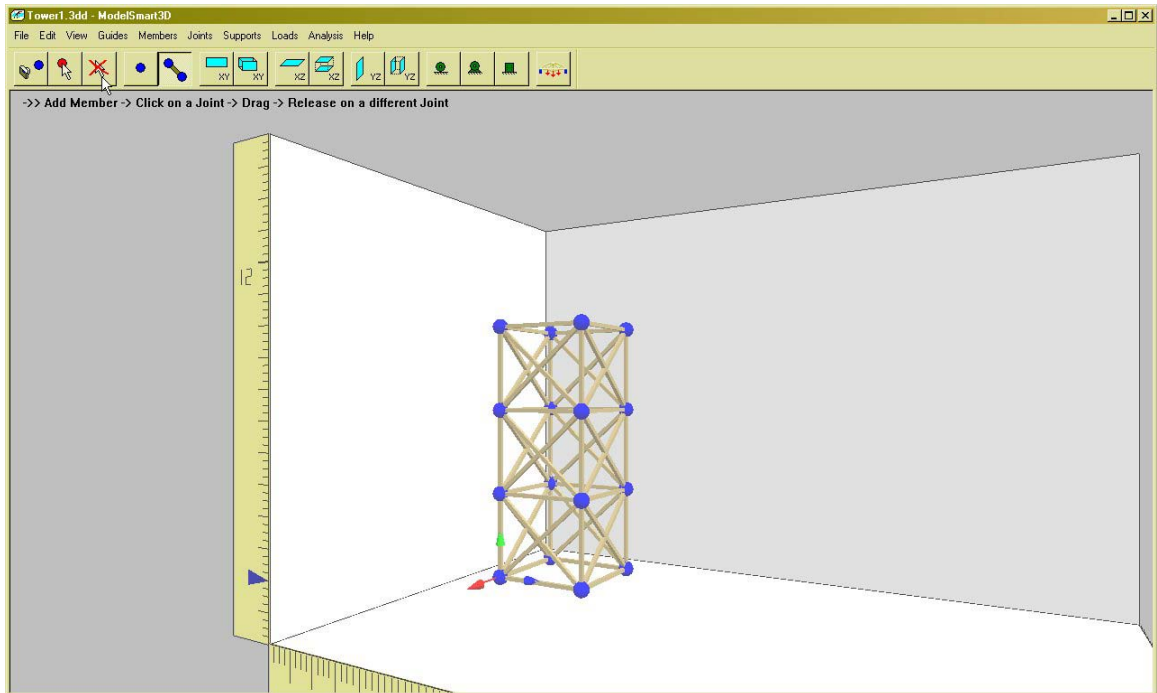 Tower1.3dd - ModelSmart3D
File Edit View Guides Members Joints Supports Loads Analysis Help
XY XY XZ XZ YZ YZ
->> Add Member -> Click on a Joint -> Drag -> Release on a different Joint
12